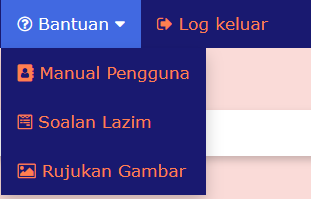 Bantuan
Log keluar
Manual Pengguna
Soalan Lazim
Rujukan Gambar